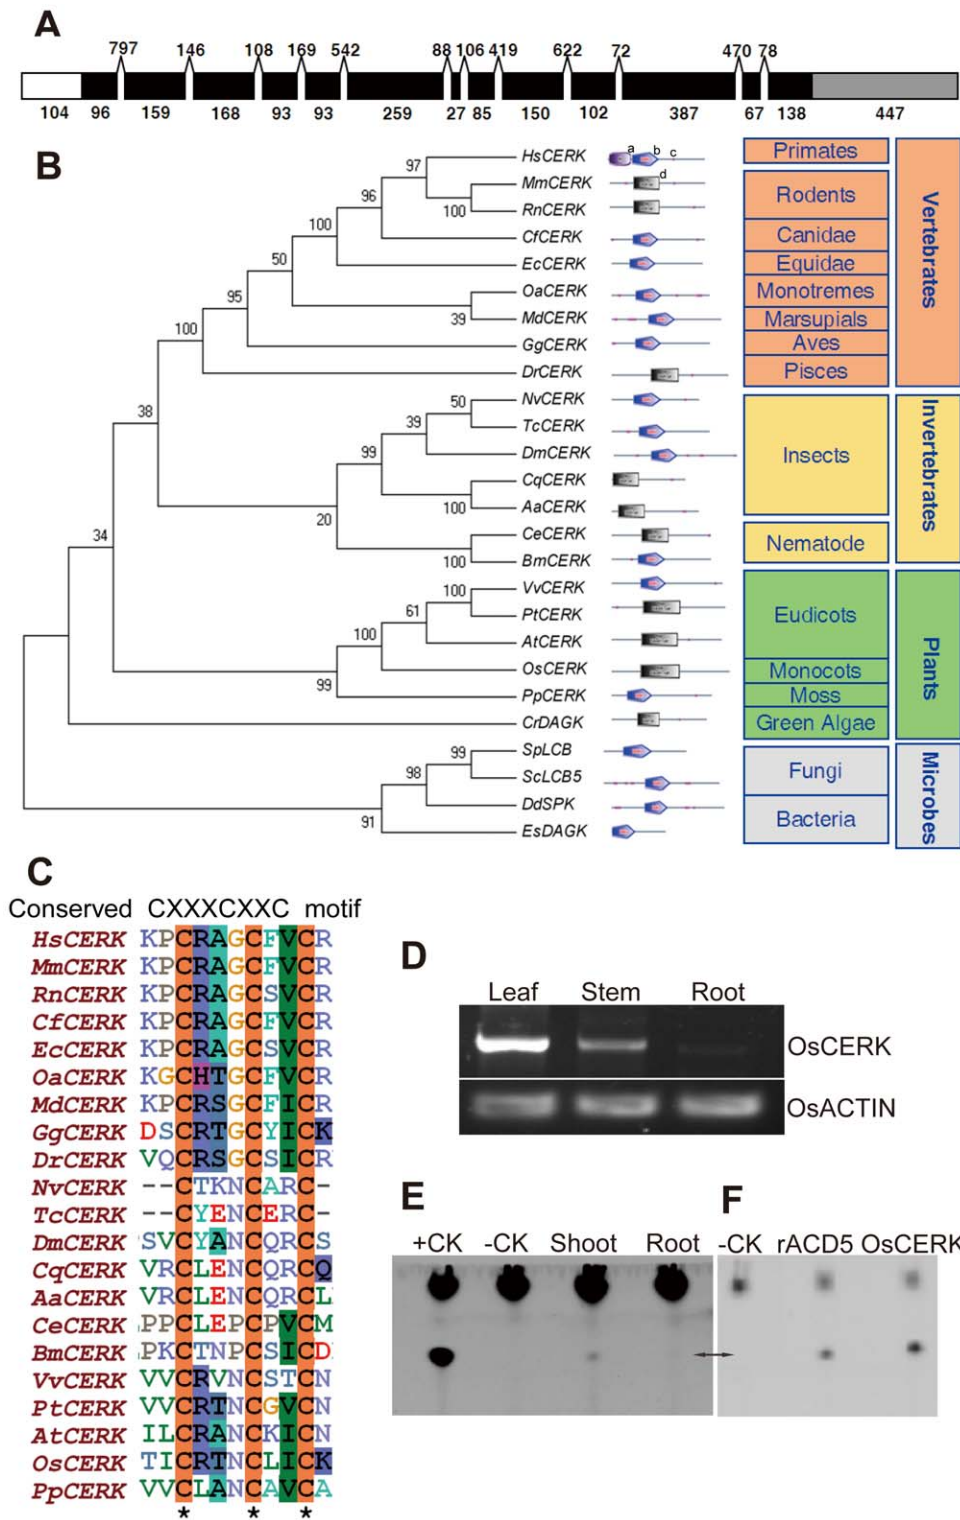 A
797 146 108 169 542 88 106 419 622 72 470 78
104 96 159 168 93 93 259 27 85 150 102 387 67 138 447
B
HsCERK a b c Primates
MmCERK d Rodents
RnCERK
CfCERK Canidae
EcCERK Equidae
OaCERK Monotremes
MdCERK Marsupials
GgCERK Aves
DrCERK Pisces
Vertebrates
NvCERK
TcCERK
DmCERK Insects
CqCERK
AaCERK
CeCERK Nematode
BmCERK
Invertebrates
VvCERK
PtCERK Eudicots
AtCERK
OsCERK Monocots
PpCERK Moss
CrDAGK Green Algae
Plants
SpLCB Fungi
ScLCB5
DdSPK Bacteria
EsDAGK
Microbes
97
100
96
100
50
39
95
100
38
50
39
99
100
20
100
34
100
61
100
99
99
98
91
C
Conserved CXXXCXXC motif
HsCERK KPCRAGCFVCR
MmCERK KPCRAGCFVCR
RnCERK KPCRAGCSVCR
CfCERK KPCRAGCFVCR
EcCERK KPCRAGCSVCR
OaCERK KGCHTGCFVCR
MdCERK KPCRSGCFICR
GgCERK DSCRTGCYICK
DrCERK VQCRSGCSICR
NvCERK --CTKNCARC-
TcCERK --CYENCERC-
DmCERK SVCYANCQRCS
CqCERK VRCLENCQRCQ
AaCERK VRCLENCQRCL
CeCERK PPCLEPCPVCM
BmCERK PKCTNPCSICD
VvCERK VVCRVNCSTCN
PtCERK VVCRTNCGVCN
AtCERK ILCRANCKICN
OsCERK TICRTNCLICK
PpCERK VVCLANCAVCA
* * *
D
Leaf Stem Root
OsCERK
OsACTIN
E
+CK -CK Shoot Root
F
-CK rACD5 OsCERK